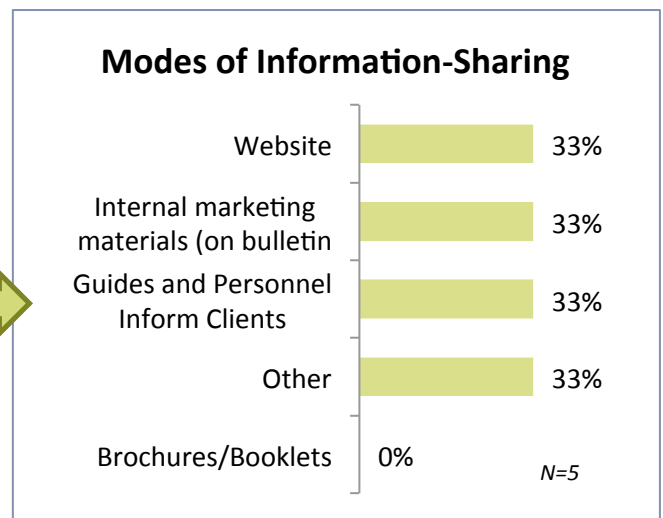 Modes of Information-Sharing
Website
33%
Internal marketing
materials (on bulletin
33%
Guides and Personnel
Inform Clients
33%
Other
33%
Brochures/Booklets
0%
N=5